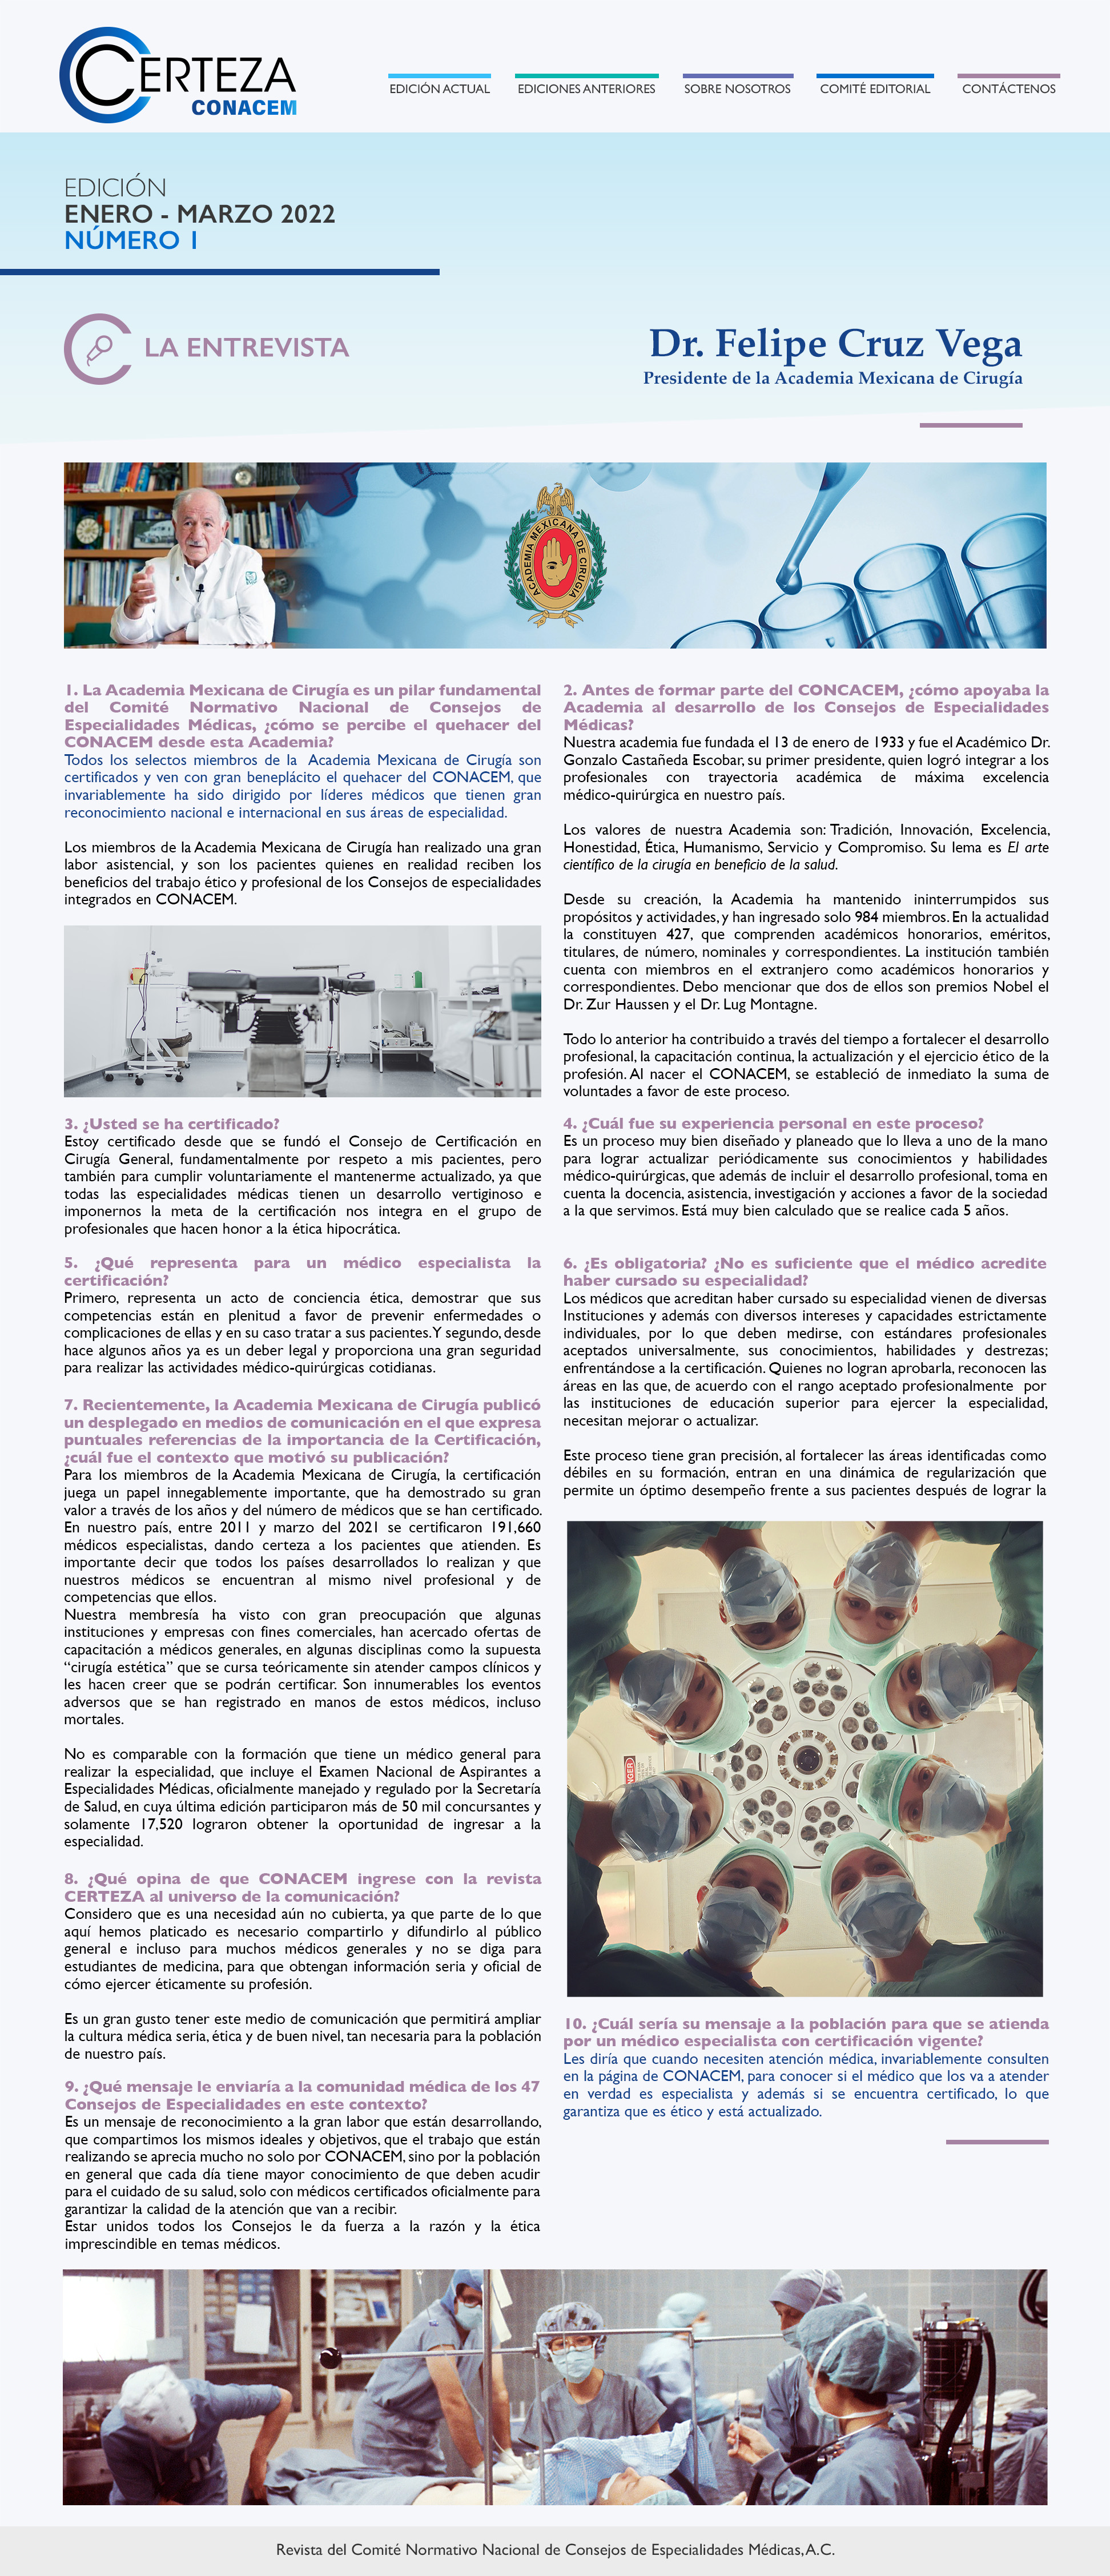 CERTEZA
CONACEM
EDICIÓN ACTUAL
EDICIONES ANTERIORES
SOBRE NOSOTROS
COMITÉ EDITORIAL
CONTÁCTENOS
EDICIÓN
ENERO - MARZO 2022
NÚMERO 1
LA ENTREVISTA
Dr. Felipe Cruz Vega
Presidente de la Academia Mexicana de Cirugía
ACADEMIA MEXICANA DE CIRUGÍA
1. La Academia Mexicana de Cirugía es un pilar fundamental
del Comité Normativo Nacional de Consejos de
Especialidades Médicas, ¿cómo se percibe el quehacer del
CONACEM desde esta Academia?
Todos los selectos miembros de la Academia Mexicana de Cirugía son
certificados y ven con gran beneplácito el quehacer del CONACEM, que
invariablemente ha sido dirigido por líderes médicos que tienen gran
reconocimiento nacional e internacional en sus áreas de especialidad.
Los miembros de la Academia Mexicana de Cirugía han realizado una gran
labor asistencial, y son los pacientes quienes en realidad reciben los
beneficios del trabajo ético y profesional de los Consejos de especialidades
integrados en CONACEM.
2. Antes de formar parte del CONCACEM, ¿cómo apoyaba la
Academia al desarrollo de los Consejos de Especialidades
Médicas?
Nuestra academia fue fundada el 13 de enero de 1933 y fue el Académico Dr.
Gonzalo Castañeda Escobar, su primer presidente, quien logró integrar a los
profesionales con trayectoria académica de máxima excelencia
médico-quirúrgica en nuestro país.
Los valores de nuestra Academia son: Tradición, Innovación, Excelencia,
Honestidad, Ética, Humanismo, Servicio y Compromiso. Su lema es El arte
científico de la cirugía en beneficio de la salud.
Desde su creación, la Academia ha mantenido ininterrumpidos sus
propósitos y actividades, y han ingresado solo 984 miembros. En la actualidad
la constituyen 427, que comprenden académicos honorarios, eméritos,
titulares, de número, nominales y correspondientes. La institución también
cuenta con miembros en el extranjero como académicos honorarios y
correspondientes. Debo mencionar que dos de ellos son premios Nobel el
Dr. Zur Haussen y el Dr. Lug Montagne.
Todo lo anterior ha contribuido a través del tiempo a fortalecer el desarrollo
profesional, la capacitación continua, la actualización y el ejercicio ético de la
profesión. Al nacer el CONACEM, se estableció de inmediato la suma de
voluntades a favor de este proceso.
3. ¿Usted se ha certificado?
Estoy certificado desde que se fundó el Consejo de Certificación en
Cirugía General, fundamentalmente por respeto a mis pacientes, pero
también para cumplir voluntariamente el mantenerme actualizado, ya que
todas las especialidades médicas tienen un desarrollo vertiginoso e
imponernos la meta de la certificación nos integra en el grupo de
profesionales que hacen honor a la ética hipocrática.
4. ¿Cuál fue su experiencia personal en este proceso?
Es un proceso muy bien diseñado y planeado que lo lleva a uno de la mano
para lograr actualizar periódicamente sus conocimientos y habilidades
médico-quirúrgicas, que además de incluir el desarrollo profesional, toma en
cuenta la docencia, asistencia, investigación y acciones a favor de la sociedad
a la que servimos. Está muy bien calculado que se realice cada 5 años.
5. ¿Qué representa para un médico especialista la
certificación?
Primero, representa un acto de conciencia ética, demostrar que sus
competencias están en plenitud a favor de prevenir enfermedades o
complicaciones de ellas y en su caso tratar a sus pacientes. Y segundo, desde
hace algunos años ya es un deber legal y proporciona una gran seguridad
para realizar las actividades médico-quirúrgicas cotidianas.
6. ¿Es obligatoria? ¿No es suficiente que el médico acredite
haber cursado su especialidad?
Los médicos que acreditan haber cursado su especialidad vienen de diversas
Instituciones y además con diversos intereses y capacidades estrictamente
individuales, por lo que deben medirse, con estándares profesionales
aceptados universalmente, sus conocimientos, habilidades y destrezas;
enfrentándose a la certificación. Quienes no logran aprobarla, reconocen las
áreas en las que, de acuerdo con el rango aceptado profesionalmente por
las instituciones de educación superior para ejercer la especialidad,
necesitan mejorar o actualizar.
Este proceso tiene gran precisión, al fortalecer las áreas identificadas como
débiles en su formación, entran en una dinámica de regularización que
permite un óptimo desempeño frente a sus pacientes después de lograr la
7. Recientemente, la Academia Mexicana de Cirugía publicó
un desplegado en medios de comunicación en el que expresa
puntuales referencias de la importancia de la Certificación,
¿cuál fue el contexto que motivó su publicación?
Para los miembros de la Academia Mexicana de Cirugía, la certificación
juega un papel innegablemente importante, que ha demostrado su gran
valor a través de los años y del número de médicos que se han certificado.
En nuestro país, entre 2011 y marzo del 2021 se certificaron 191,660
médicos especialistas, dando certeza a los pacientes que atienden. Es
importante decir que todos los países desarrollados lo realizan y que
nuestros médicos se encuentran al mismo nivel profesional y de
competencias que ellos.
Nuestra membresía ha visto con gran preocupación que algunas
instituciones y empresas con fines comerciales, han acercado ofertas de
capacitación a médicos generales, en algunas disciplinas como la supuesta
“cirugía estética” que se cursa teóricamente sin atender campos clínicos y
les hacen creer que se podrán certificar. Son innumerables los eventos
adversos que se han registrado en manos de estos médicos, incluso
mortales.
No es comparable con la formación que tiene un médico general para
realizar la especialidad, que incluye el Examen Nacional de Aspirantes a
Especialidades Médicas, oficialmente manejado y regulado por la Secretaría
de Salud, en cuya última edición participaron más de 50 mil concursantes y
solamente 17,520 lograron obtener la oportunidad de ingresar a la
especialidad.
DANGER
8. ¿Qué opina de que CONACEM ingrese con la revista
CERTEZA al universo de la comunicación?
Considero que es una necesidad aún no cubierta, ya que parte de lo que
aquí hemos platicado es necesario compartirlo y difundirlo al público
general e incluso para muchos médicos generales y no se diga para
estudiantes de medicina, para que obtengan información seria y oficial de
cómo ejercer éticamente su profesión.
Es un gran gusto tener este medio de comunicación que permitirá ampliar
la cultura médica seria, ética y de buen nivel, tan necesaria para la población
de nuestro país.
9. ¿Qué mensaje le enviaría a la comunidad médica de los 47
Consejos de Especialidades en este contexto?
Es un mensaje de reconocimiento a la gran labor que están desarrollando,
que compartimos los mismos ideales y objetivos, que el trabajo que están
realizando se aprecia mucho no solo por CONACEM, sino por la población
en general que cada día tiene mayor conocimiento de que deben acudir
para el cuidado de su salud, solo con médicos certificados oficialmente para
garantizar la calidad de la atención que van a recibir.
Estar unidos todos los Consejos le da fuerza a la razón y la ética
imprescindible en temas médicos.
10. ¿Cuál sería su mensaje a la población para que se atienda
por un médico especialista con certificación vigente?
Les diría que cuando necesiten atención médica, invariablemente consulten
en la página de CONACEM, para conocer si el médico que los va a atender
en verdad es especialista y además si se encuentra certificado, lo que
garantiza que es ético y está actualizado.
Revista del Comité Normativo Nacional de Consejos de Especialidades Médicas, A.C.